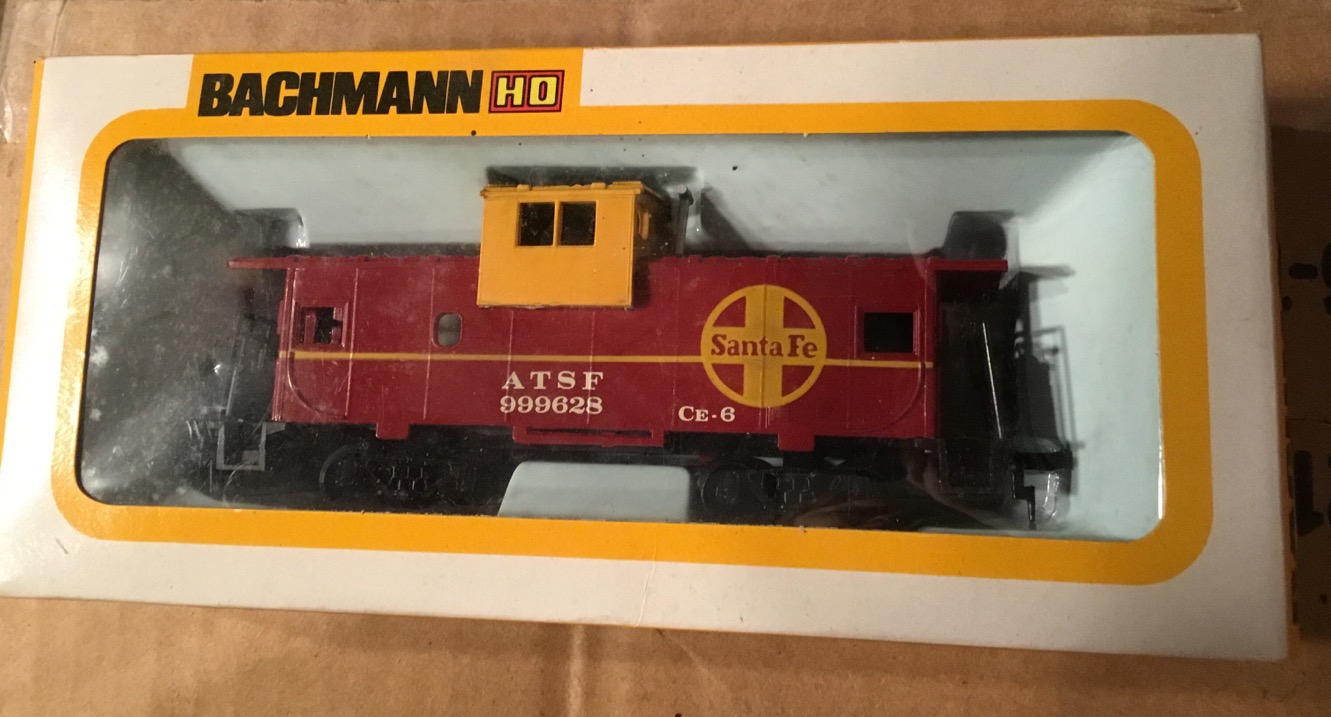 BACHMANN HO
Santa Fe
ATSF
999628
CE-6